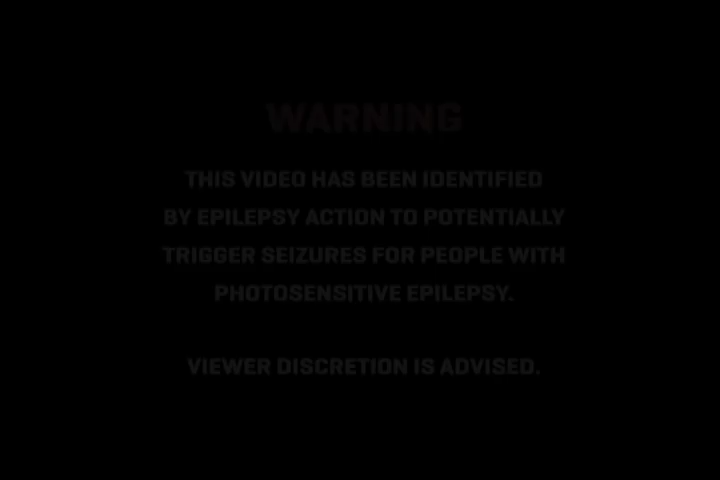 WARNING
THIS VIDEO HAS BEEN IDENTIFIED
BY EPILEPSY ACTION TO POTENTIALLY
TRIGGER SEIZURES FOR PEOPLE WITH
PHOTOSENSITIVE EPILEPSY.
VIEWER DISCRETION IS ADVISED.